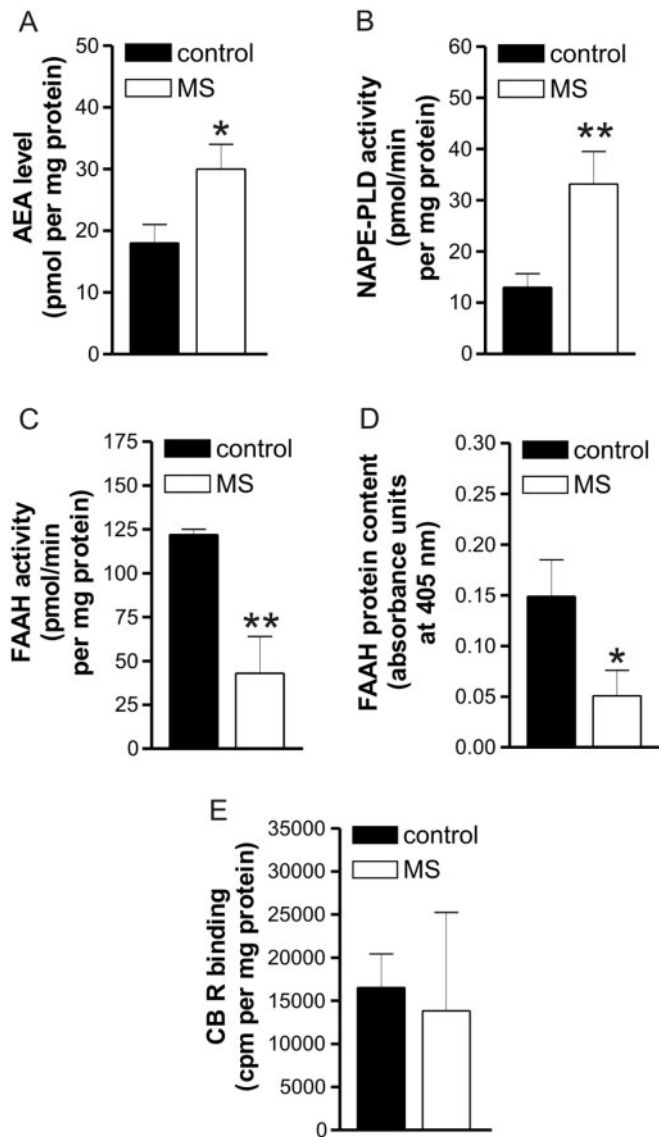 A
AEA level
(pmol per mg protein)
50
40
30
20
10
0
control
MS
*
B
NAPE-PLD activity
(pmol/min
per mg protein)
60
50
40
30
20
10
0
control
MS
**
C
FAAH activity
(pmol/min
per mg protein)
175
150
125
100
75
50
25
0
control
MS
**
D
FAAH protein content
(absorbance units
at 405 nm)
0.30
0.25
0.20
0.15
0.10
0.05
0.00
control
MS
*
E
CB R binding
(cpm per mg protein)
35000
30000
25000
20000
15000
10000
5000
0
control
MS